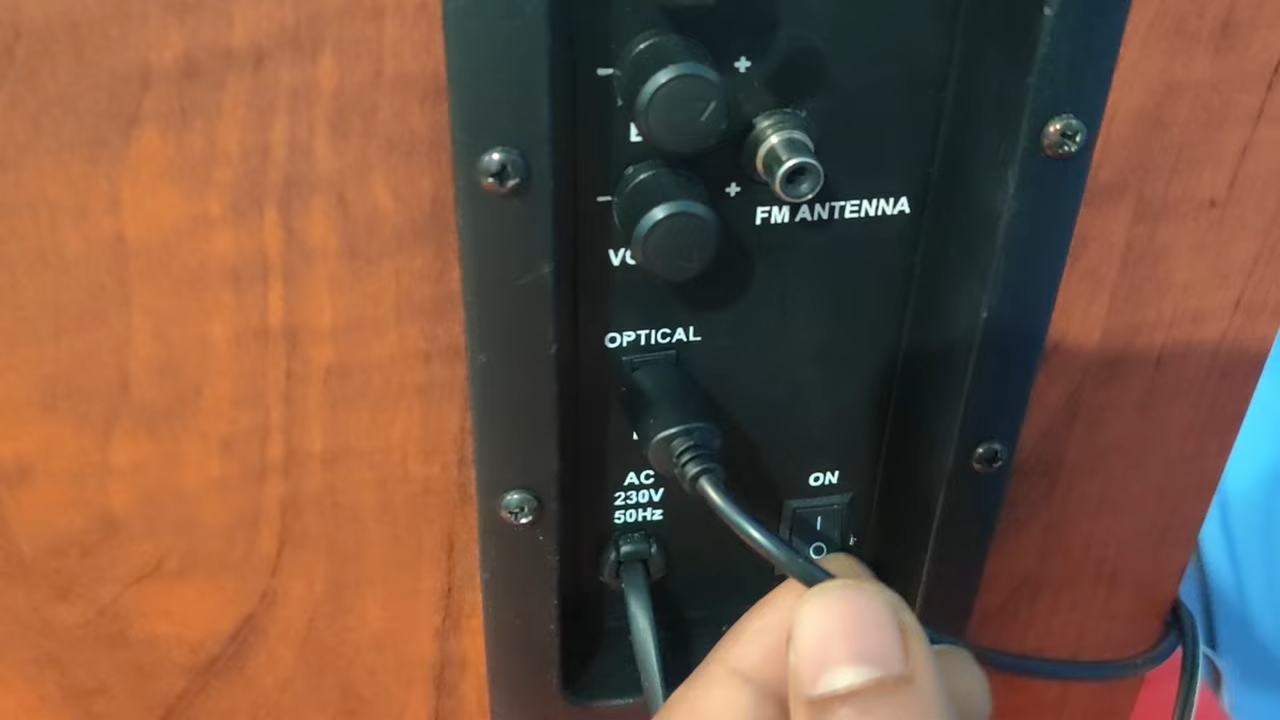 - +
- +
FM ANTENNA
OPTICAL
AC
230V
50Hz
ON
I
O